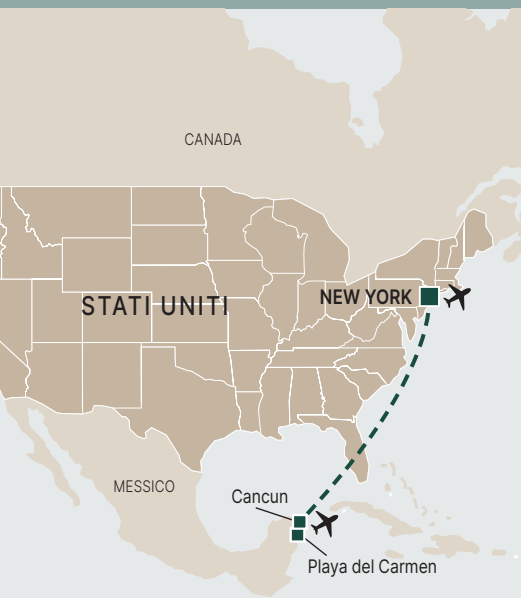 CANADA
STATI UNITI
NEW YORK
MESSICO
Cancun
Playa del Carmen